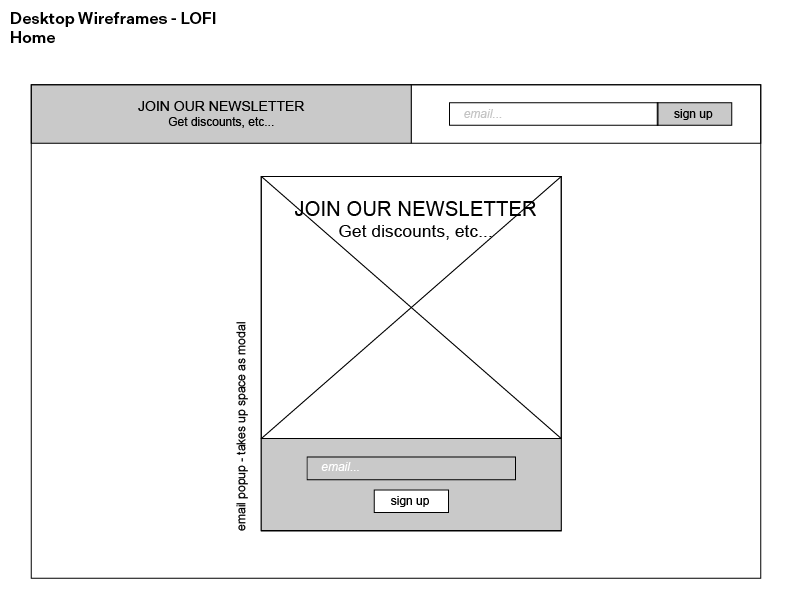 Desktop Wireframes - LOFI
Home
JOIN OUR NEWSLETTER
Get discounts, etc...
email...
sign up
JOIN OUR NEWSLETTER
Get discounts, etc...
email popup - takes up space as modal
email...
sign up